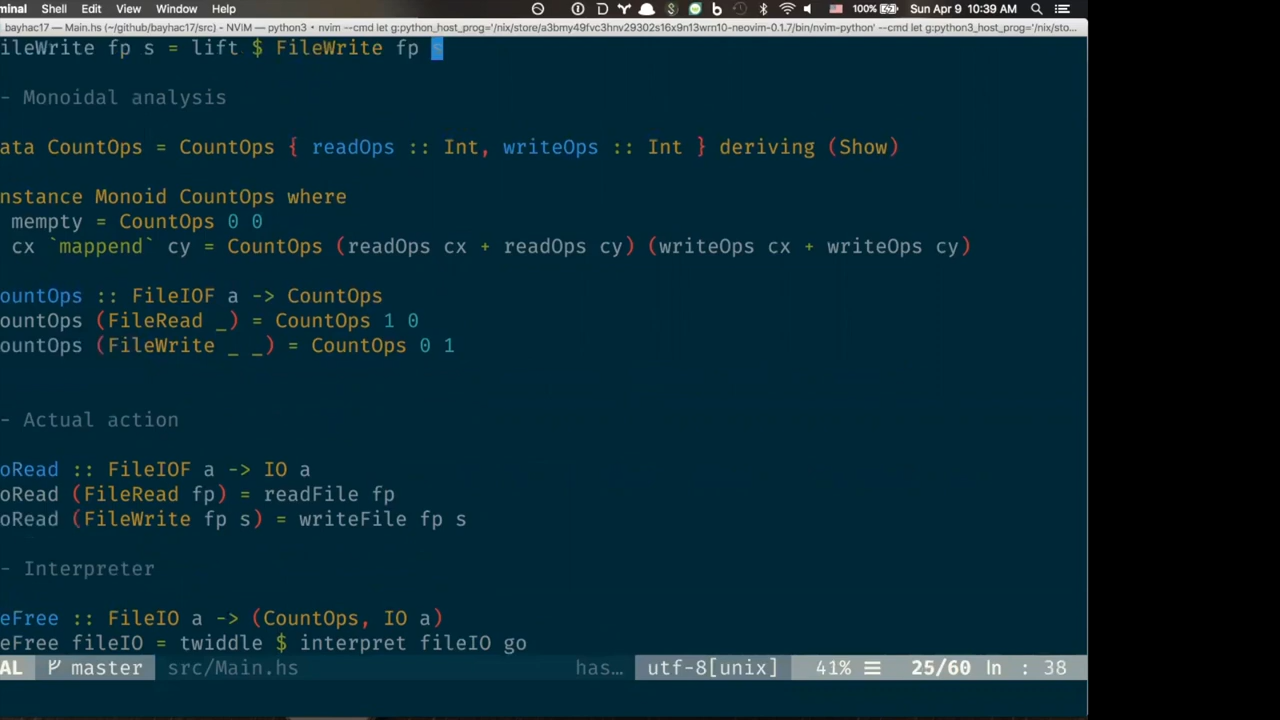 minal Shell Edit View Window Help 100% Sun Apr 9 10:39 AM
bayhac17 — Main.hs (~/github/bayhac17/src) - NVIM — python3 • nvim --cmd let g:python_host_prog='/nix/store/a3bmy49fvc3hnv29302s16x9n13wrn10-neovim-0.1.7/bin/nvim-python' --cmd let g:python3_host_prog='/nix/sto...
ileWrite fp s = lift $ FileWrite fp s
- Monoidal analysis
ata CountOps = CountOps { readOps :: Int, writeOps :: Int } deriving (Show)
nstance Monoid CountOps where
mempty = CountOps 0 0
cx `mappend` cy = CountOps (readOps cx + readOps cy) (writeOps cx + writeOps cy)
ountOps :: FileIOF a -> CountOps
ountOps (FileRead _) = CountOps 1 0
ountOps (FileWrite _ _) = CountOps 0 1
- Actual action
oRead :: FileIOF a -> IO a
oRead (FileRead fp) = readFile fp
oRead (FileWrite fp s) = writeFile fp s
- Interpreter
eFree :: FileIO a -> (CountOps, IO a)
eFree fileIO = twiddle $ interpret fileIO go
AL master src/Main.hs has… utf-8[unix] 41% ☰ 25/60 ln : 38